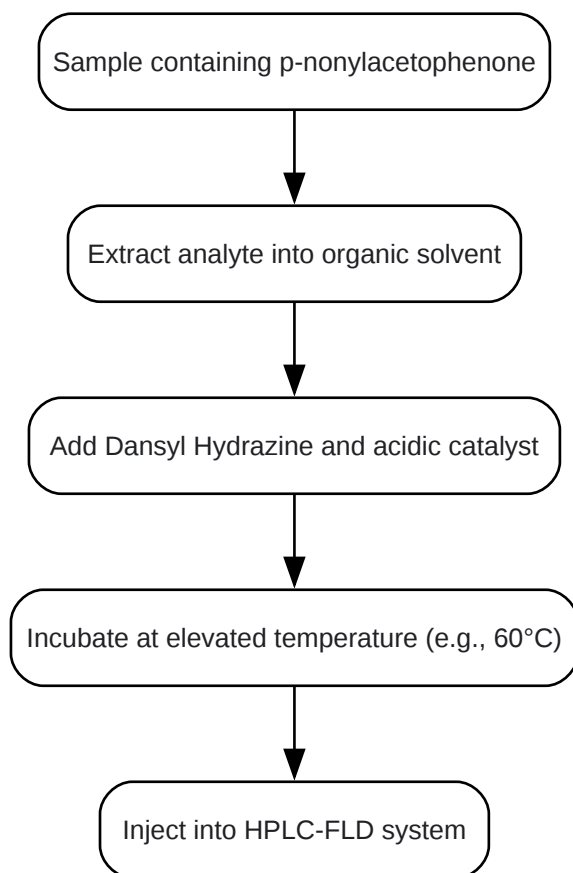 Sample containing p-nonylacetophenone
Extract analyte into organic solvent
Add Dansyl Hydrazine and acidic catalyst
Incubate at elevated temperature (e.g., 60°C)
Inject into HPLC-FLD system